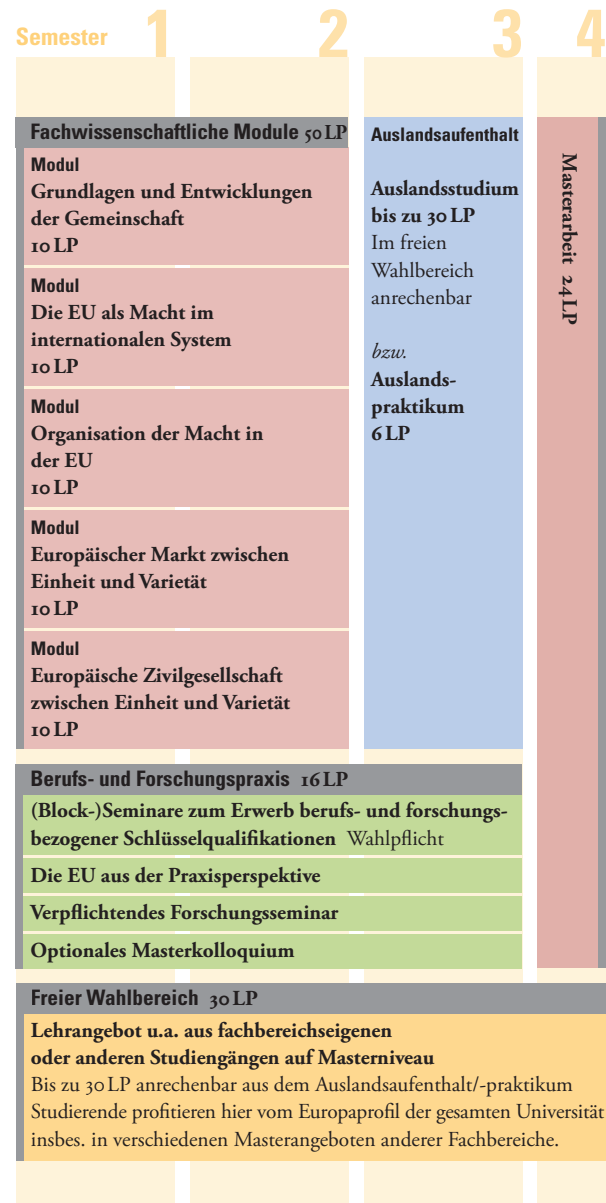 Semester 1 2 3 4
Fachwissenschaftliche Module 50 LP
Modul
Grundlagen und Entwicklungen
der Gemeinschaft
10 LP
Modul
Die EU als Macht im
internationalen System
10 LP
Modul
Organisation der Macht in
der EU
10 LP
Modul
Europäischer Markt zwischen
Einheit und Varietät
10 LP
Modul
Europäische Zivilgesellschaft
zwischen Einheit und Varietät
10 LP
Auslandsaufenthalt
Auslandsstudium
bis zu 30 LP
Im freien
Wahlbereich
anrechenbar
bzw.
Auslands-
praktikum
6 LP
Masterarbeit 24 LP
Berufs- und Forschungspraxis 16 LP
(Block-)Seminare zum Erwerb berufs- und forschungs-
bezogener Schlüsselqualifikationen Wahlpflicht
Die EU aus der Praxisperspektive
Verpflichtendes Forschungsseminar
Optionales Masterkolloquium
Freier Wahlbereich 30 LP
Lehrangebot u.a. aus fachbereichseigenen
oder anderen Studiengängen auf Masterniveau
Bis zu 30 LP anrechenbar aus dem Auslandsaufenthalt/-praktikum
Studierende profitieren hier vom Europaprofil der gesamten Universität
insbes. in verschiedenen Masterangeboten anderer Fachbereiche.